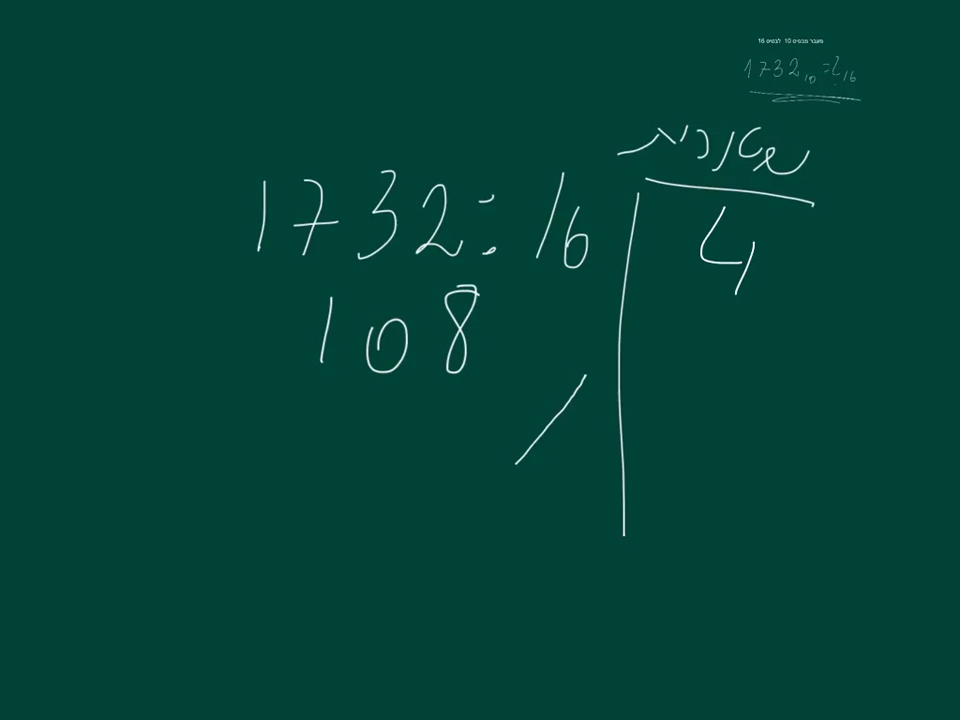 מעבר מבסיס 10 לבסיס 16
1732₁₀ = ?₁₆
שארית
1732 : 16
4
108